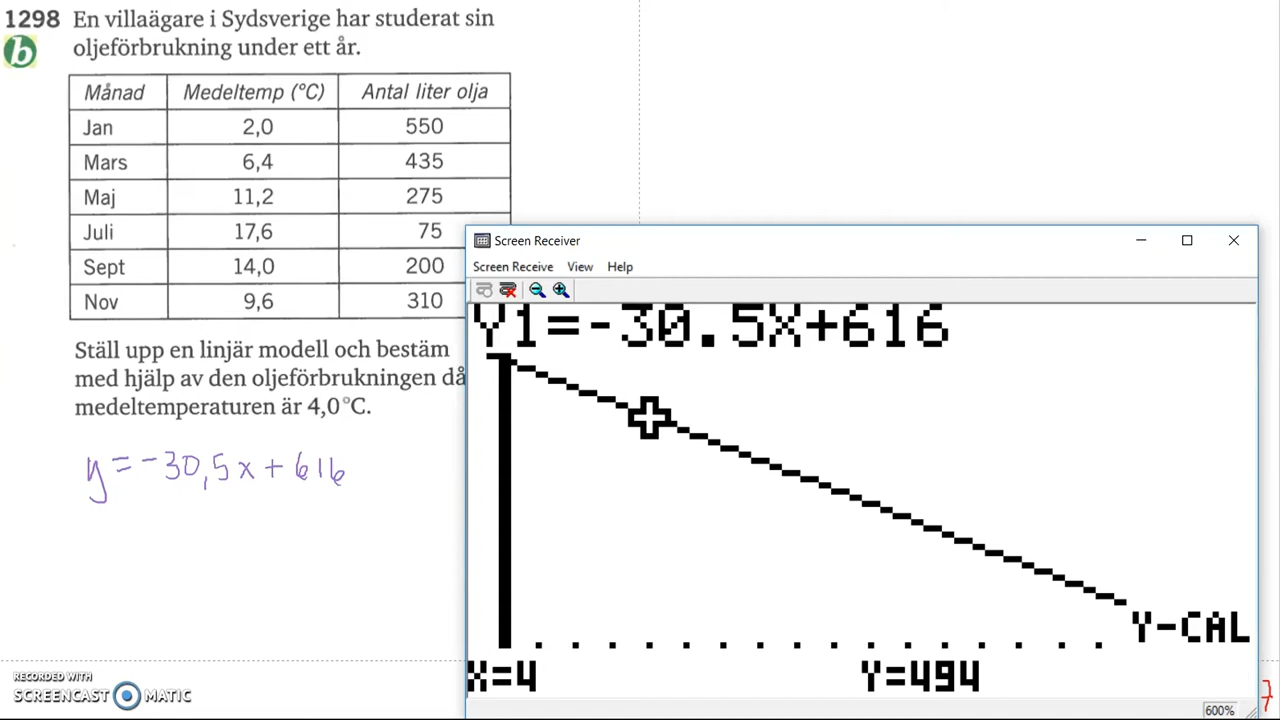 1298 En villaägare i Sydsverige har studerat sin
b oljeförbrukning under ett år.
Månad Medeltemp (°C) Antal liter olja
Jan 2,0 550
Mars 6,4 435
Maj 11,2 275
Juli 17,6 75
Sept 14,0 200
Nov 9,6 310
Ställ upp en linjär modell och bestäm
med hjälp av den oljeförbrukningen då
medeltemperaturen är 4,0 °C.
y = -30,5x + 616
Screen Receiver
Screen Receive View Help
Y1=-30.5X+616
Y-CAL
X=4 Y=494
600%
RECORDED WITH
SCREENCAST MATIC
7